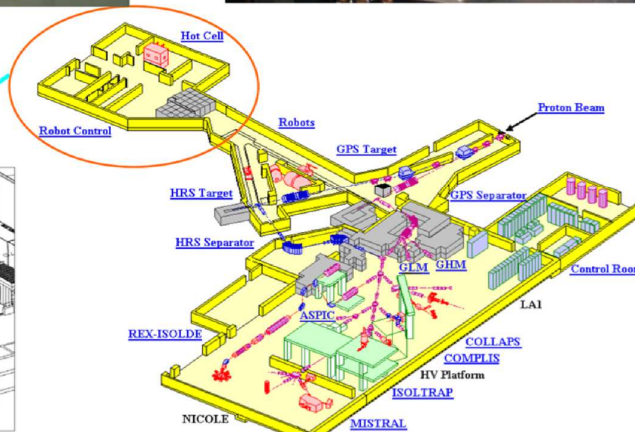 Hot Cell
Proton Beam
Robots
Robot Control
GPS Target
HRS Target
GPS Separator
HRS Separator
GLM
GHM
Control Room
LA1
ASPIC
REX-ISOLDE
COLLAPS
COMPLIS
HV Platform
ISOLTRAP
NICOLE
MISTRAL